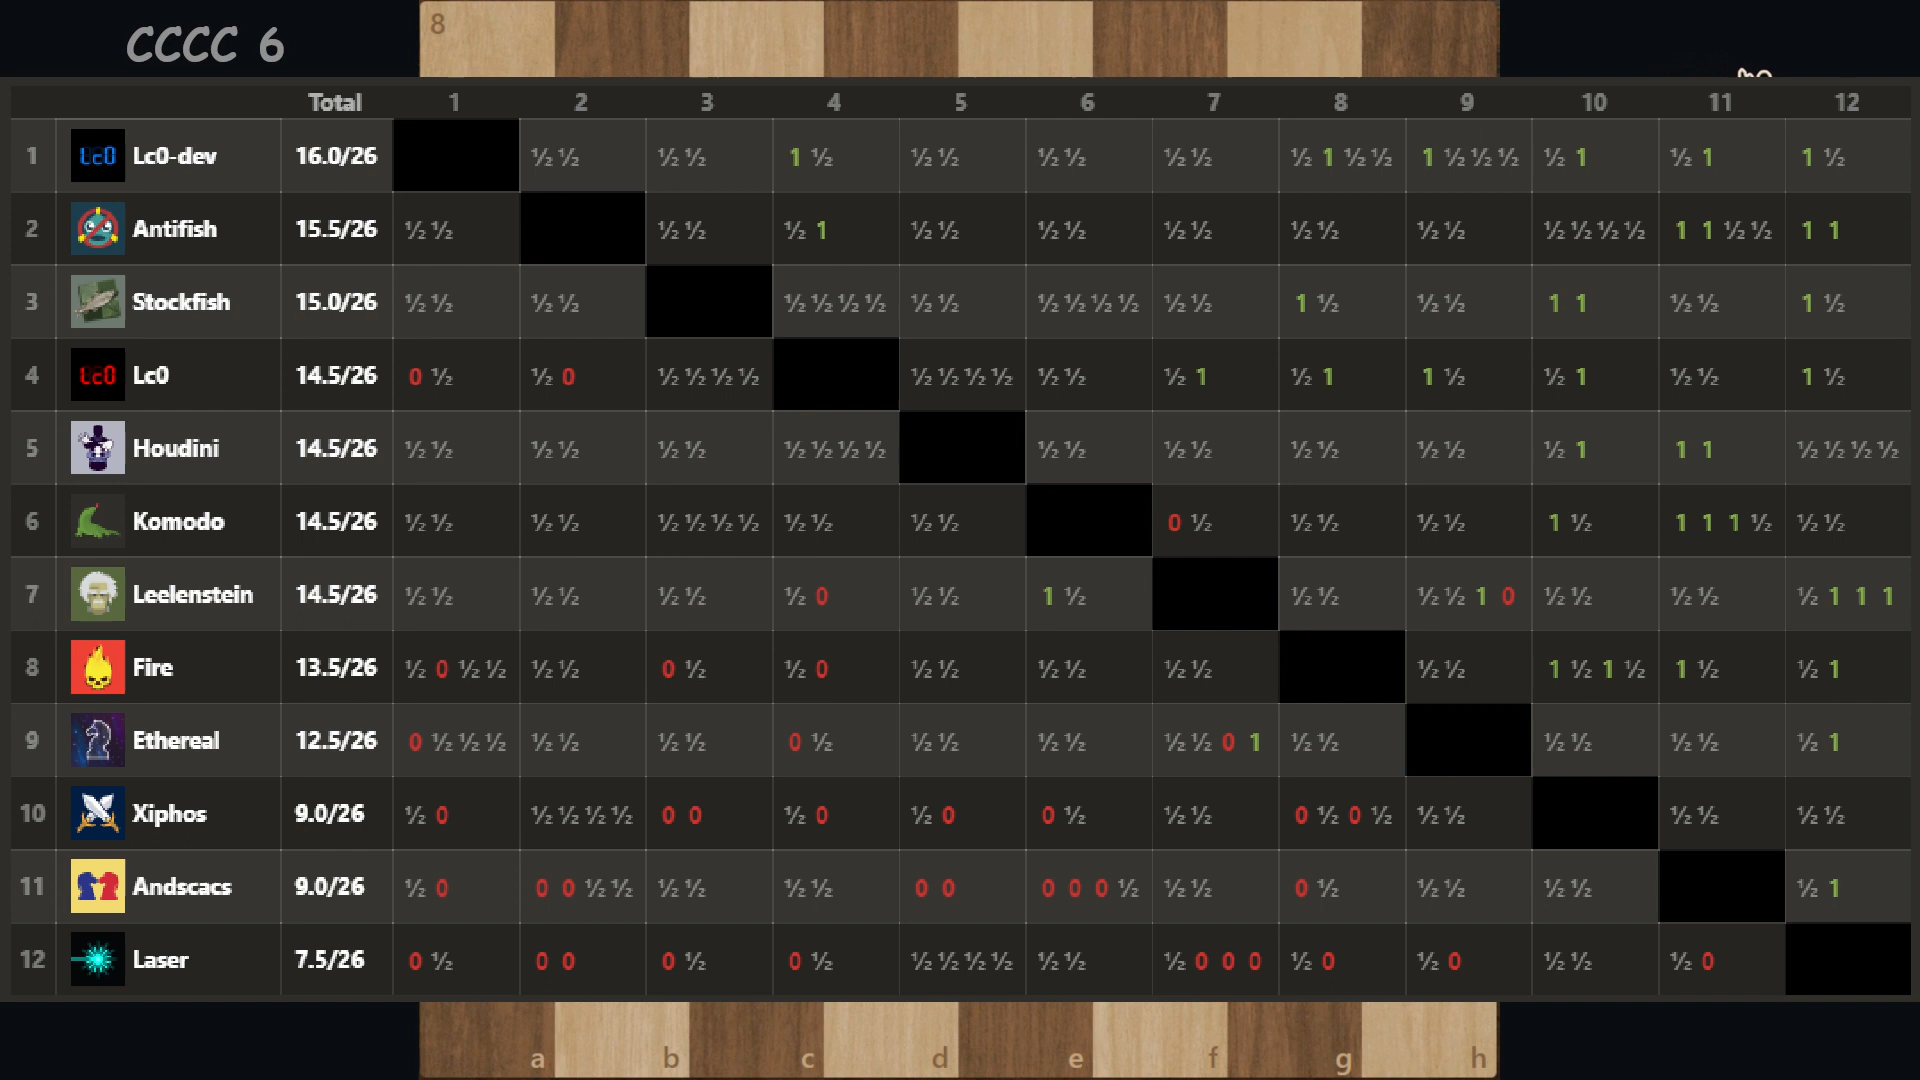 CCCC 6
8
Total 1 2 3 4 5 6 7 8 9 10 11 12
1 Lc0 Lc0-dev 16.0/26 ½ ½ ½ ½ 1 ½ ½ ½ ½ ½ ½ ½ ½ 1 ½ ½ 1 ½ ½ ½ ½ 1 ½ 1 1 ½
2 Antifish 15.5/26 ½ ½ ½ ½ ½ 1 ½ ½ ½ ½ ½ ½ ½ ½ ½ ½ ½ ½ ½ ½ 1 1 ½ ½ 1 1
3 Stockfish 15.0/26 ½ ½ ½ ½ ½ ½ ½ ½ ½ ½ ½ ½ ½ ½ ½ ½ 1 ½ ½ ½ 1 1 ½ ½ 1 ½
4 Lc0 Lc0 14.5/26 0 ½ ½ 0 ½ ½ ½ ½ ½ ½ ½ ½ ½ ½ ½ 1 ½ 1 1 ½ ½ 1 ½ ½ 1 ½
5 Houdini 14.5/26 ½ ½ ½ ½ ½ ½ ½ ½ ½ ½ ½ ½ ½ ½ ½ ½ ½ ½ ½ 1 1 1 ½ ½ ½ ½
6 Komodo 14.5/26 ½ ½ ½ ½ ½ ½ ½ ½ ½ ½ ½ ½ 0 ½ ½ ½ ½ ½ 1 ½ 1 1 1 ½ ½ ½
7 Leelenstein 14.5/26 ½ ½ ½ ½ ½ ½ ½ 0 ½ ½ 1 ½ ½ ½ ½ ½ 1 0 ½ ½ ½ ½ ½ 1 1 1
8 Fire 13.5/26 ½ 0 ½ ½ ½ ½ 0 ½ ½ 0 ½ ½ ½ ½ ½ ½ ½ ½ 1 ½ 1 ½ 1 ½ ½ 1
9 Ethereal 12.5/26 0 ½ ½ ½ ½ ½ ½ ½ 0 ½ ½ ½ ½ ½ ½ ½ 0 1 ½ ½ ½ ½ ½ ½ ½ 1
10 Xiphos 9.0/26 ½ 0 ½ ½ ½ ½ 0 0 ½ 0 ½ 0 0 ½ ½ ½ 0 ½ 0 ½ ½ ½ ½ ½ ½ ½
11 Andscacs 9.0/26 ½ 0 0 0 ½ ½ ½ ½ ½ ½ 0 0 0 0 0 ½ ½ ½ 0 ½ ½ ½ ½ ½ ½ 1
12 Laser 7.5/26 0 ½ 0 0 0 ½ 0 ½ ½ ½ ½ ½ ½ ½ ½ 0 0 0 ½ 0 ½ 0 ½ ½ ½ 0
a b c d e f g h